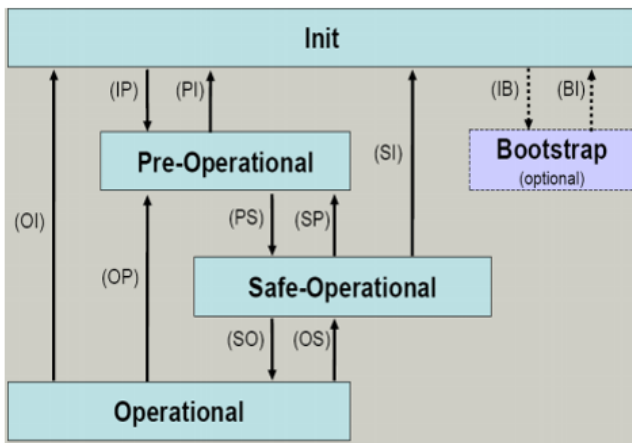 Init
(IP)
(PI)
(IB)
(BI)
Pre-Operational
(SI)
Bootstrap
(optional)
(OI)
(PS)
(SP)
(OP)
Safe-Operational
(SO)
(OS)
Operational